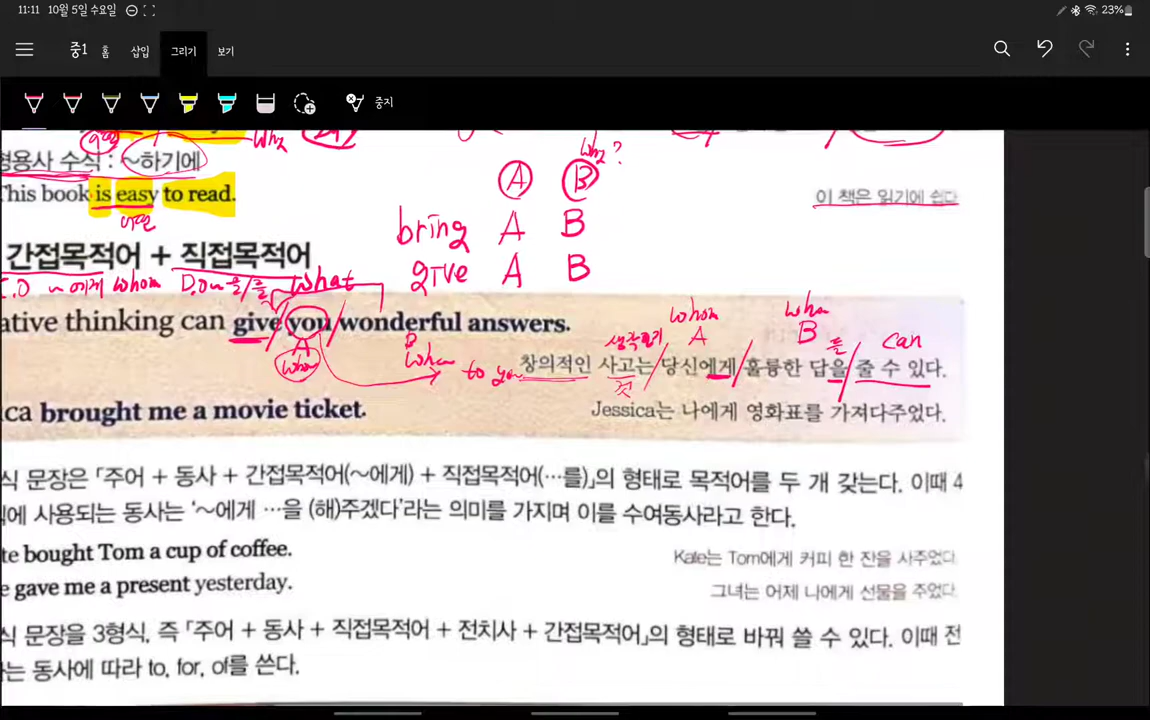 11:11 10월 5일 수요일 23%
중1 홈 삽입 그리기 보기
중지
why?
형용사 수식 : ~하기에
A B
This book is easy to read. 이 책은 읽기에 쉽다.
bring A B
간접목적어 + 직접목적어
give A B
I.O ~에게 whom D.O ~을/를 what
ative thinking can give / you / wonderful answers.
whom A B 를 can
창의적인 사고는 / 당신에게 / 훌륭한 답을 / 줄 수 있다.
A B to you 것
ica brought me a movie ticket. Jessica는 나에게 영화표를 가져다주었다.
식 문장은 「주어 + 동사 + 간접목적어(~에게) + 직접목적어(…를)」의 형태로 목적어를 두 개 갖는다. 이때 4
에 사용되는 동사는 ‘~에게 …을 (해)주겠다’라는 의미를 가지며 이를 수여동사라고 한다.
te bought Tom a cup of coffee. Kate는 Tom에게 커피 한 잔을 사주었다.
e gave me a present yesterday. 그녀는 어제 나에게 선물을 주었다.
식 문장을 3형식, 즉 「주어 + 동사 + 직접목적어 + 전치사 + 간접목적어」의 형태로 바꿔 쓸 수 있다. 이때 전
는 동사에 따라 to, for, of를 쓴다.